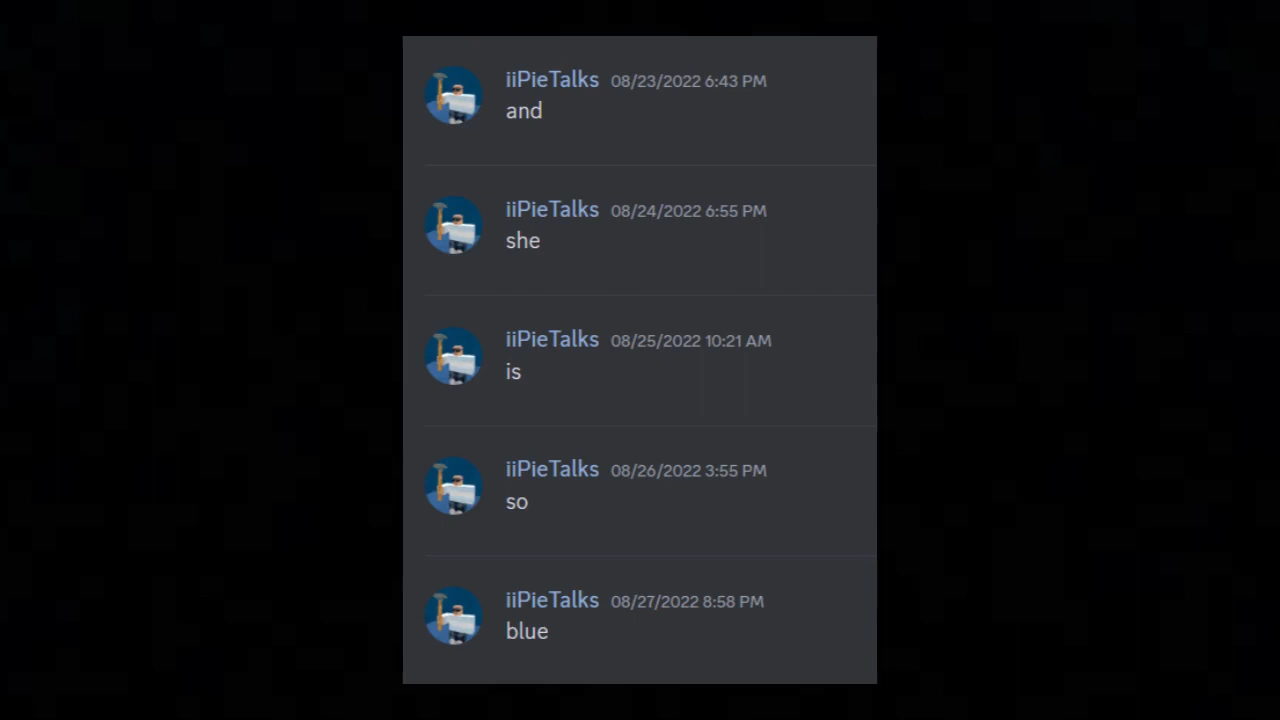 iiPieTalks 08/23/2022 6:43 PM
and
iiPieTalks 08/24/2022 6:55 PM
she
iiPieTalks 08/25/2022 10:21 AM
is
iiPieTalks 08/26/2022 3:55 PM
so
iiPieTalks 08/27/2022 8:58 PM
blue